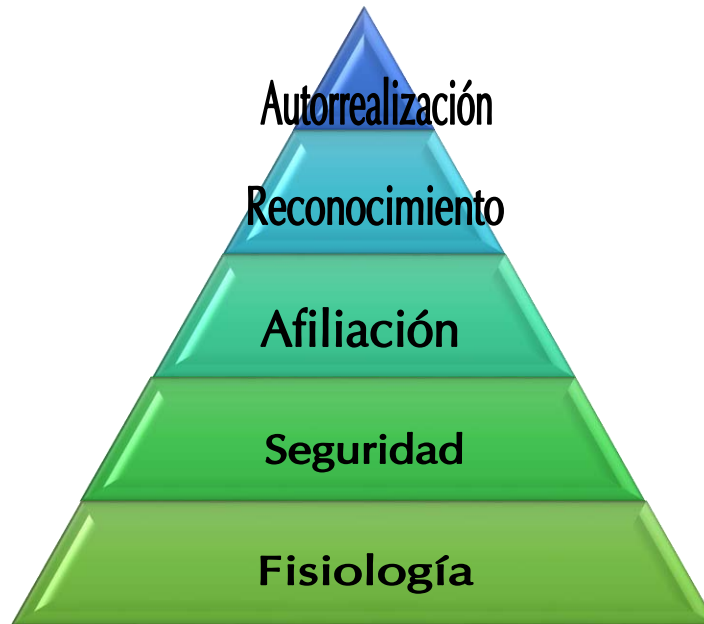 Autorrealización
Reconocimiento
Afiliación
Seguridad
Fisiología